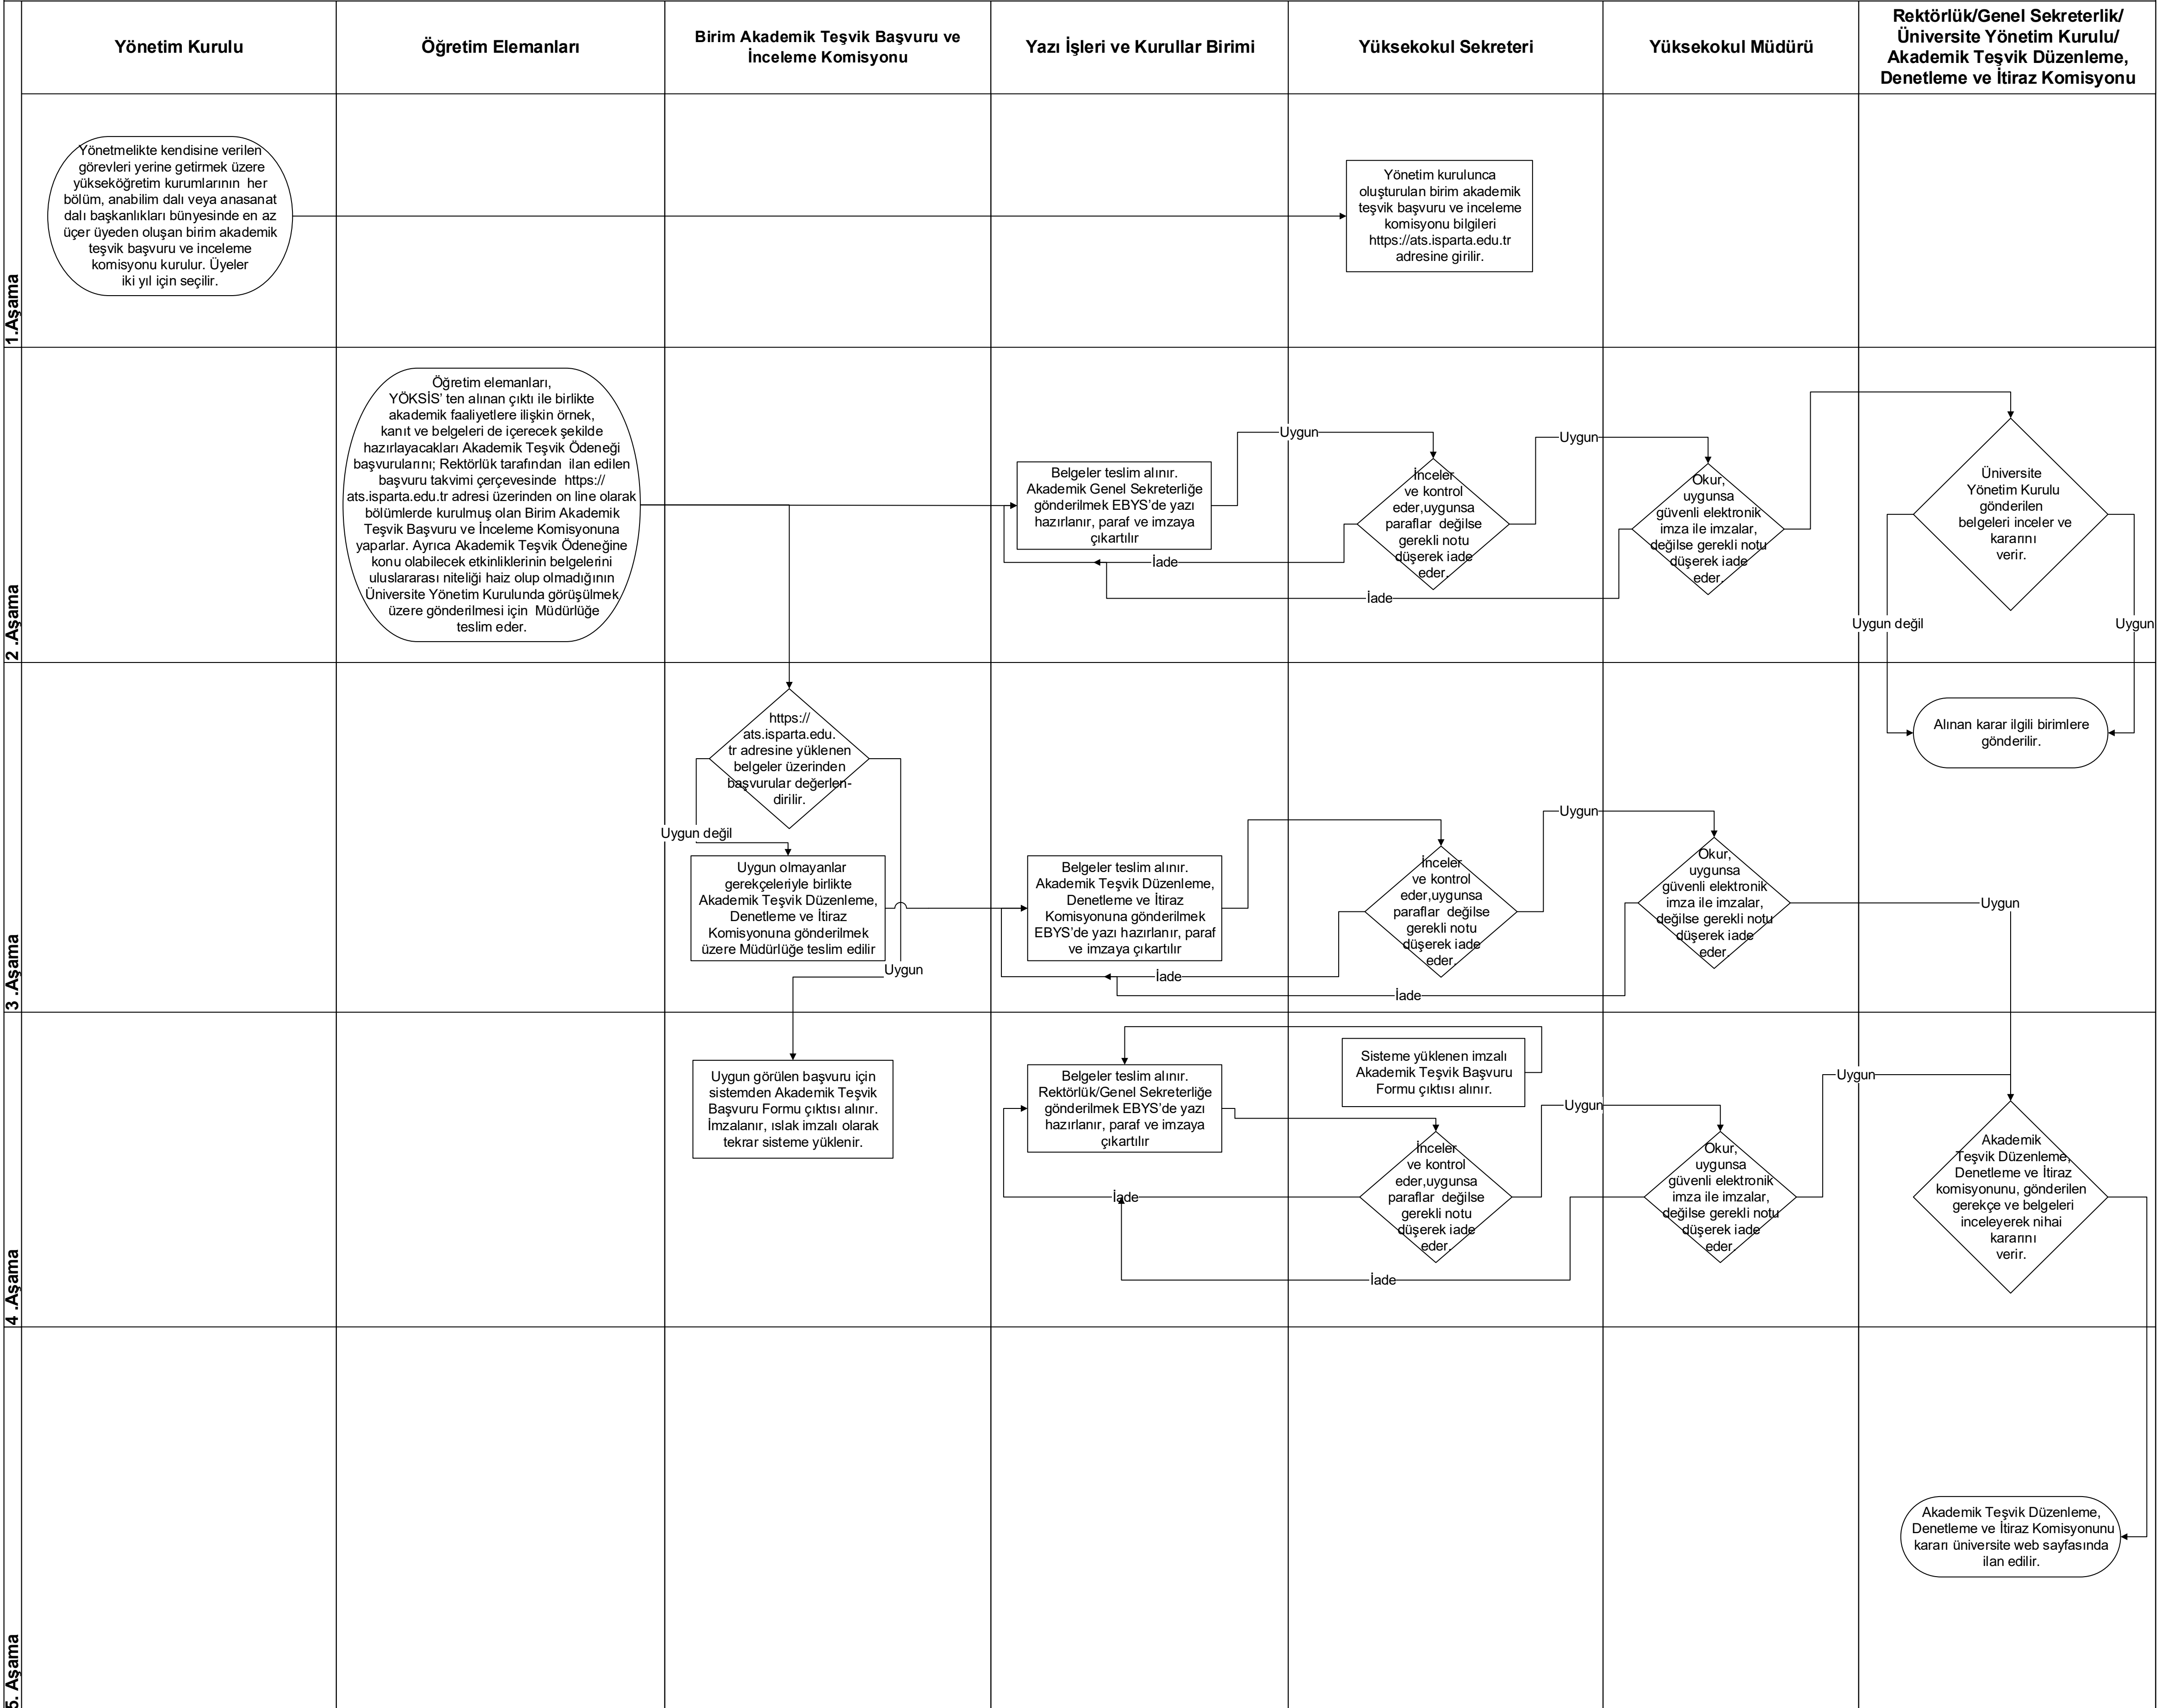 Yönetim Kurulu
Öğretim Elemanları
Birim Akademik Teşvik Başvuru ve
İnceleme Komisyonu
Yazı İşleri ve Kurullar Birimi
Yüksekokul Sekreteri
Yüksekokul Müdürü
Rektörlük/Genel Sekreterlik/
Üniversite Yönetim Kurulu/
Akademik Teşvik Düzenleme,
Denetleme ve İtiraz Komisyonu
1.Aşama
Yönetmelikte kendisine verilen
görevleri yerine getirmek üzere
yükseköğretim kurumlarının  her
bölüm, anabilim dalı veya anasanat
dalı başkanlıkları bünyesinde en az
üçer üyeden oluşan birim akademik
teşvik başvuru ve inceleme
komisyonu kurulur. Üyeler
iki yıl için seçilir.
Yönetim kurulunca
oluşturulan birim akademik
teşvik başvuru ve inceleme
komisyonu bilgileri
https://ats.isparta.edu.tr
adresine girilir.
2 .Aşama
Öğretim elemanları,
YÖKSİS’ ten alınan çıktı ile birlikte
akademik faaliyetlere ilişkin örnek,
kanıt ve belgeleri de içerecek şekilde
hazırlayacakları Akademik Teşvik Ödeneği
başvurularını; Rektörlük tarafından  ilan edilen
başvuru takvimi çerçevesinde  https://
ats.isparta.edu.tr adresi üzerinden on line olarak
bölümlerde kurulmuş olan Birim Akademik
Teşvik Başvuru ve İnceleme Komisyonuna
yaparlar. Ayrıca Akademik Teşvik Ödeneğine
konu olabilecek etkinliklerinin belgelerini
uluslararası niteliği haiz olup olmadığının
Üniversite Yönetim Kurulunda görüşülmek
üzere gönderilmesi için  Müdürlüğe
teslim eder.
Belgeler teslim alınır.
Akademik Genel Sekreterliğe
gönderilmek EBYS’de yazı
hazırlanır, paraf ve imzaya
çıkartılır
Uygun
İnceler
ve kontrol
eder,uygunsa
paraflar  değilse
gerekli notu
düşerek iade
eder.
Uygun
Okur,
uygunsa
güvenli elektronik
imza ile imzalar,
değilse gerekli notu
düşerek iade
eder.
Üniversite
Yönetim Kurulu
gönderilen
belgeleri inceler ve
kararını
verir.
İade
İade
Uygun değil
Uygun
3 .Aşama
https://
ats.isparta.edu.
tr adresine yüklenen
belgeler üzerinden
başvurular değerlen-
dirilir.
Alınan karar ilgili birimlere
gönderilir.
Uygun değil
Uygun olmayanlar
gerekçeleriyle birlikte
Akademik Teşvik Düzenleme,
Denetleme ve İtiraz
Komisyonuna gönderilmek
üzere Müdürlüğe teslim edilir
Uygun
Belgeler teslim alınır.
Akademik Teşvik Düzenleme,
Denetleme ve İtiraz
Komisyonuna gönderilmek
EBYS’de yazı hazırlanır, paraf
ve imzaya çıkartılır
İnceler
ve kontrol
eder,uygunsa
paraflar  değilse
gerekli notu
düşerek iade
eder.
Uygun
Okur,
uygunsa
güvenli elektronik
imza ile imzalar,
değilse gerekli notu
düşerek iade
eder.
Uygun
İade
İade
4 .Aşama
Uygun görülen başvuru için
sistemden Akademik Teşvik
Başvuru Formu çıktısı alınır.
İmzalanır, ıslak imzalı olarak
tekrar sisteme yüklenir.
Belgeler teslim alınır.
Rektörlük/Genel Sekreterliğe
gönderilmek EBYS’de yazı
hazırlanır, paraf ve imzaya
çıkartılır
Sisteme yüklenen imzalı
Akademik Teşvik Başvuru
Formu çıktısı alınır.
İnceler
ve kontrol
eder,uygunsa
paraflar  değilse
gerekli notu
düşerek iade
eder.
Uygun
Okur,
uygunsa
güvenli elektronik
imza ile imzalar,
değilse gerekli notu
düşerek iade
eder.
Uygun
Akademik
Teşvik Düzenleme,
Denetleme ve İtiraz
komisyonunu, gönderilen
gerekçe ve belgeleri
inceleyerek nihai
kararını
verir.
İade
İade
5. Aşama
Akademik Teşvik Düzenleme,
Denetleme ve İtiraz Komisyonunu
kararı üniversite web sayfasında
ilan edilir.